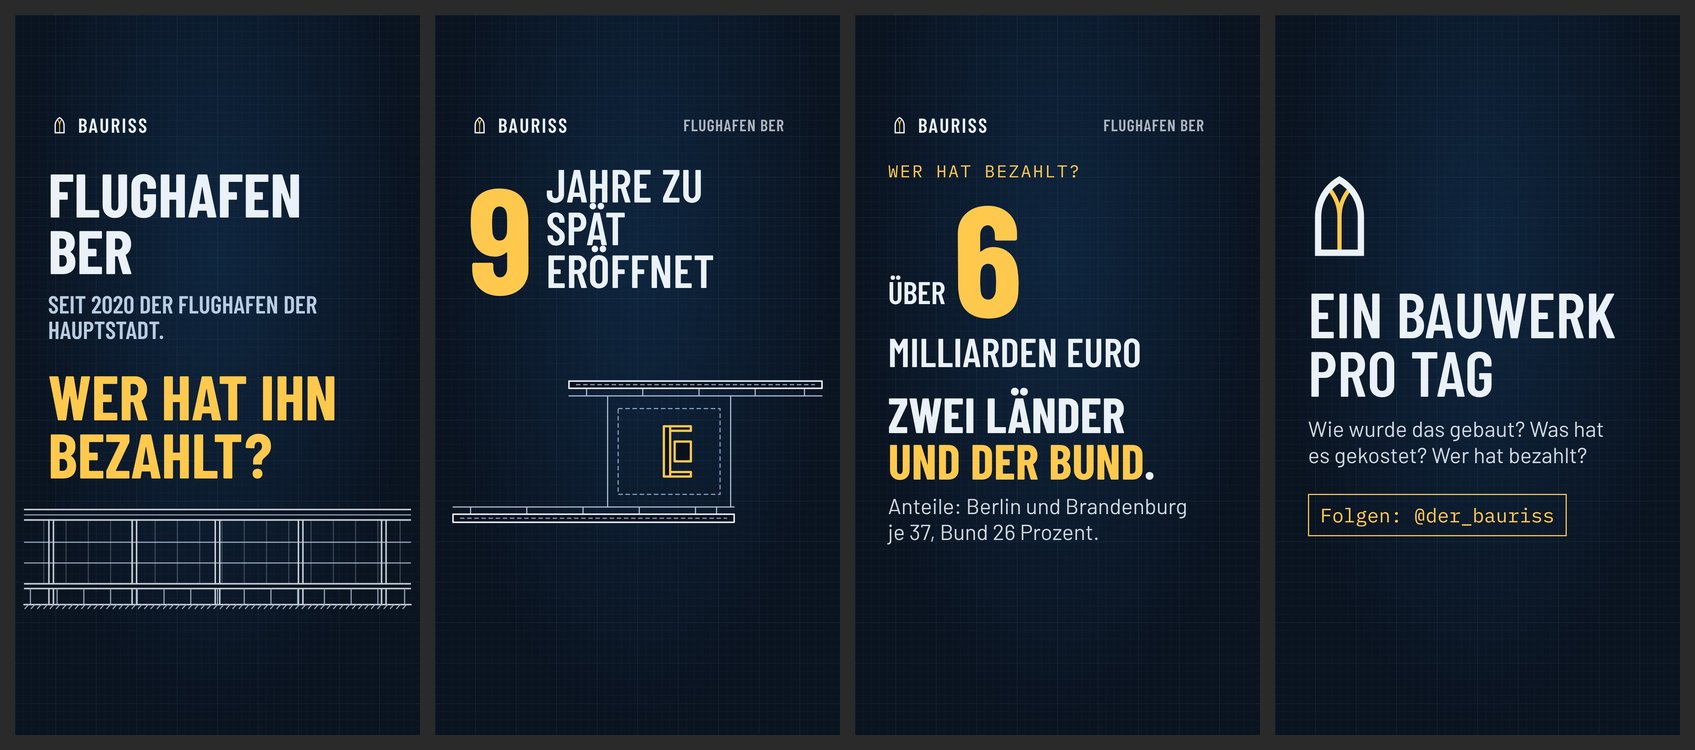 BAURISS
FLUGHAFEN
BER
SEIT 2020 DER FLUGHAFEN DER
HAUPTSTADT.
WER HAT IHN
BEZAHLT?
BAURISS
FLUGHAFEN BER
9
JAHRE ZU
SPÄT
ERÖFFNET
BAURISS
FLUGHAFEN BER
WER HAT BEZAHLT?
ÜBER 6
MILLIARDEN EURO
ZWEI LÄNDER
UND DER BUND.
Anteile: Berlin und Brandenburg
je 37, Bund 26 Prozent.
EIN BAUWERK
PRO TAG
Wie wurde das gebaut? Was hat
es gekostet? Wer hat bezahlt?
Folgen: @der_bauriss